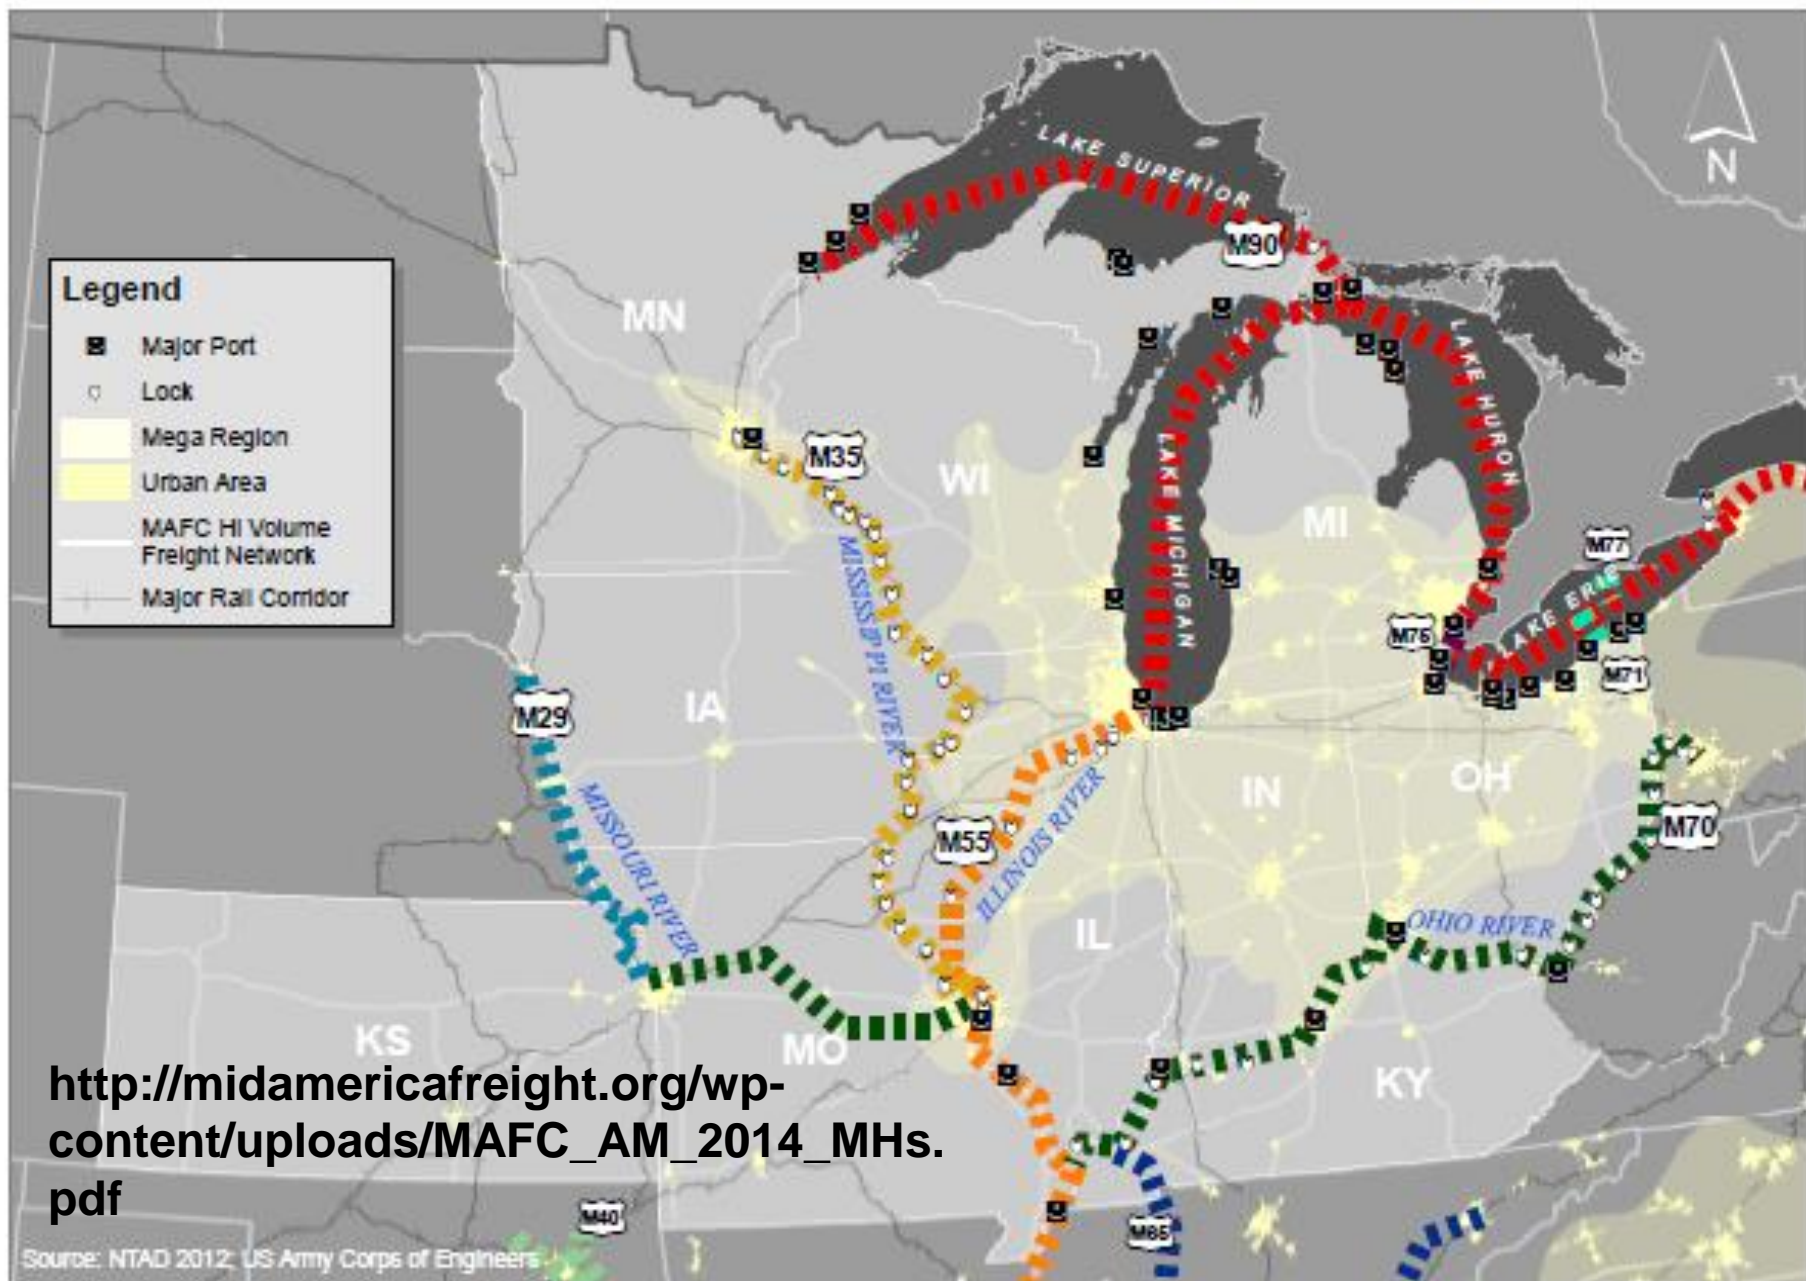 LAKE SUPERIOR
N
M90
Legend
Major Port
Lock
Mega Region
Urban Area
MAFC HI Volume
Freight Network
Major Rail Corridor
MN
LAKE HURON
M35
WI
LAKE MICHIGAN
MI
MISSISSIPPI RIVER
M77
LAKE ERIE
M75
M71
M29
IA
MISSOURI RIVER
IN
OH
M70
M55
ILLINOIS RIVER
IL
OHIO RIVER
KS
MO
KY
http://midamericafreight.org/wp-
content/uploads/MAFC_AM_2014_MHs.
pdf
M40
M65
Source: NTAD 2012; US Army Corps of Engineers